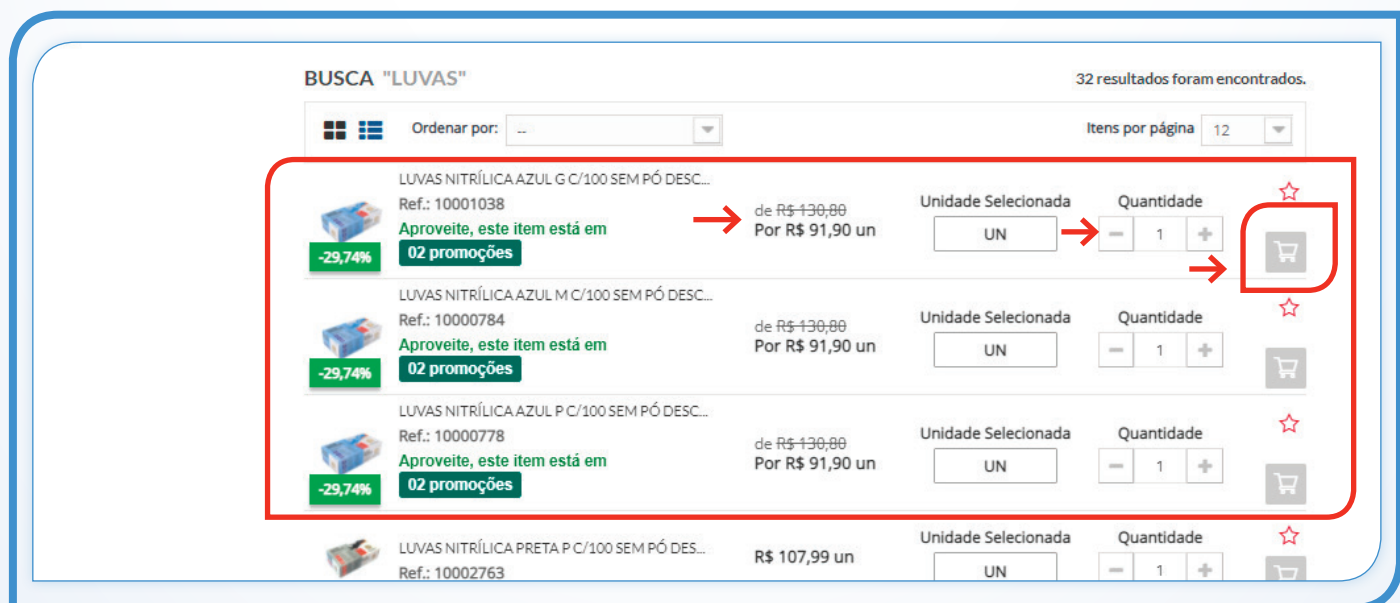 BUSCA "LUVAS"
32 resultados foram encontrados.
Ordenar por: --
Itens por página 12
LUVAS NITRÍLICA AZUL G C/100 SEM PÓ DESC...
Ref.: 10001038
Aproveite, este item está em
02 promoções
-29,74%
de R$ 130,80
Por R$ 91,90 un
Unidade Selecionada
UN
Quantidade
1
LUVAS NITRÍLICA AZUL M C/100 SEM PÓ DESC...
Ref.: 10000784
Aproveite, este item está em
02 promoções
-29,74%
de R$ 130,80
Por R$ 91,90 un
Unidade Selecionada
UN
Quantidade
1
LUVAS NITRÍLICA AZUL P C/100 SEM PÓ DESC...
Ref.: 10000778
Aproveite, este item está em
02 promoções
-29,74%
de R$ 130,80
Por R$ 91,90 un
Unidade Selecionada
UN
Quantidade
1
LUVAS NITRÍLICA PRETA P C/100 SEM PÓ DES...
Ref.: 10002763
R$ 107,99 un
Unidade Selecionada
UN
Quantidade
1